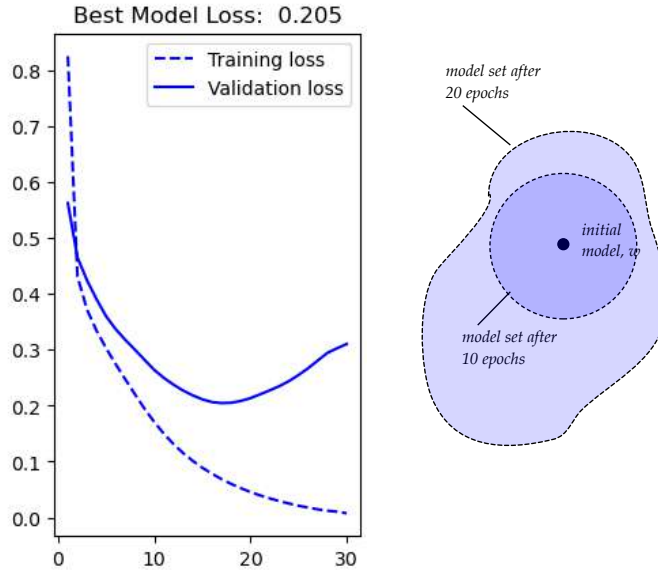 Best Model Loss:  0.205
Training loss
Validation loss
0.8
0.7
0.6
0.5
0.4
0.3
0.2
0.1
0.0
0
10
20
30
model set after
20 epochs
initial
model, w
model set after
10 epochs